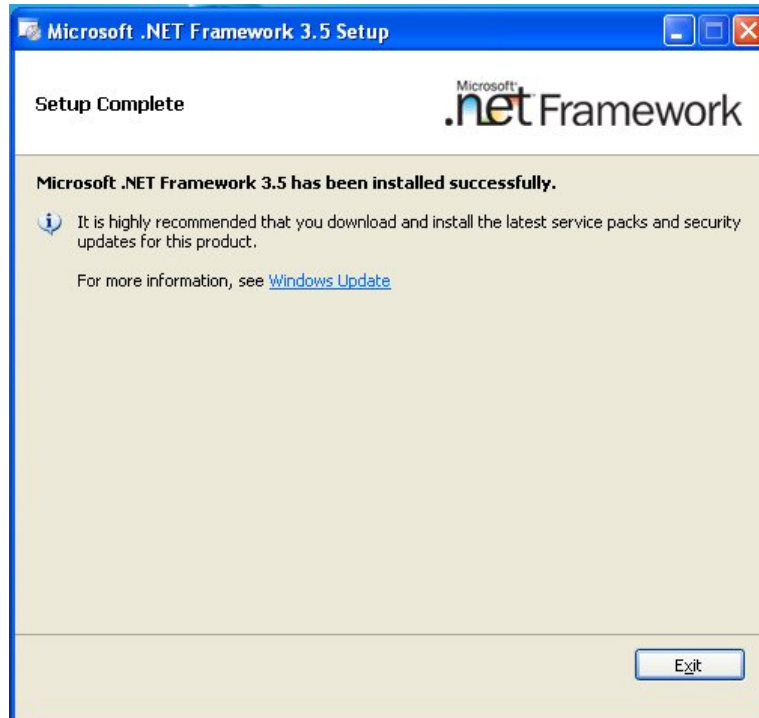 Microsoft .NET Framework 3.5 Setup
Setup Complete
Microsoft
.net Framework
Microsoft .NET Framework 3.5 has been installed successfully.
It is highly recommended that you download and install the latest service packs and security
updates for this product.
For more information, see Windows Update
Exit